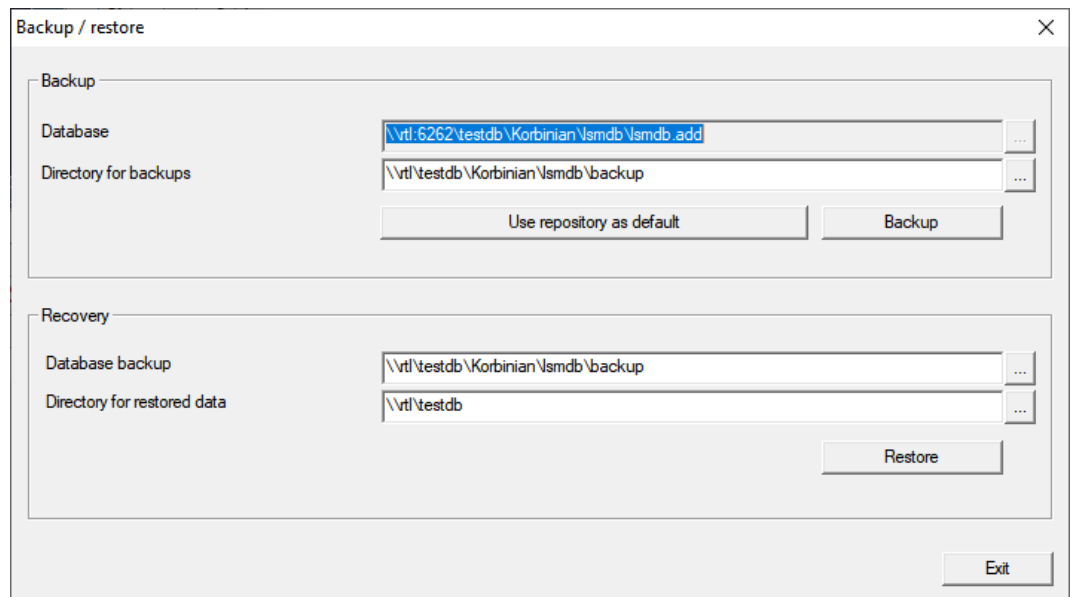 Backup / restore
Backup
Database
\\rtl:6262\testdb\Korbinian\lsmdb\lsmdb.add
...
Directory for backups
\\rtl\testdb\Korbinian\lsmdb\backup
...
Use repository as default
Backup
Recovery
Database backup
\\rtl\testdb\Korbinian\lsmdb\backup
...
Directory for restored data
\\rtl\testdb
...
Restore
Exit